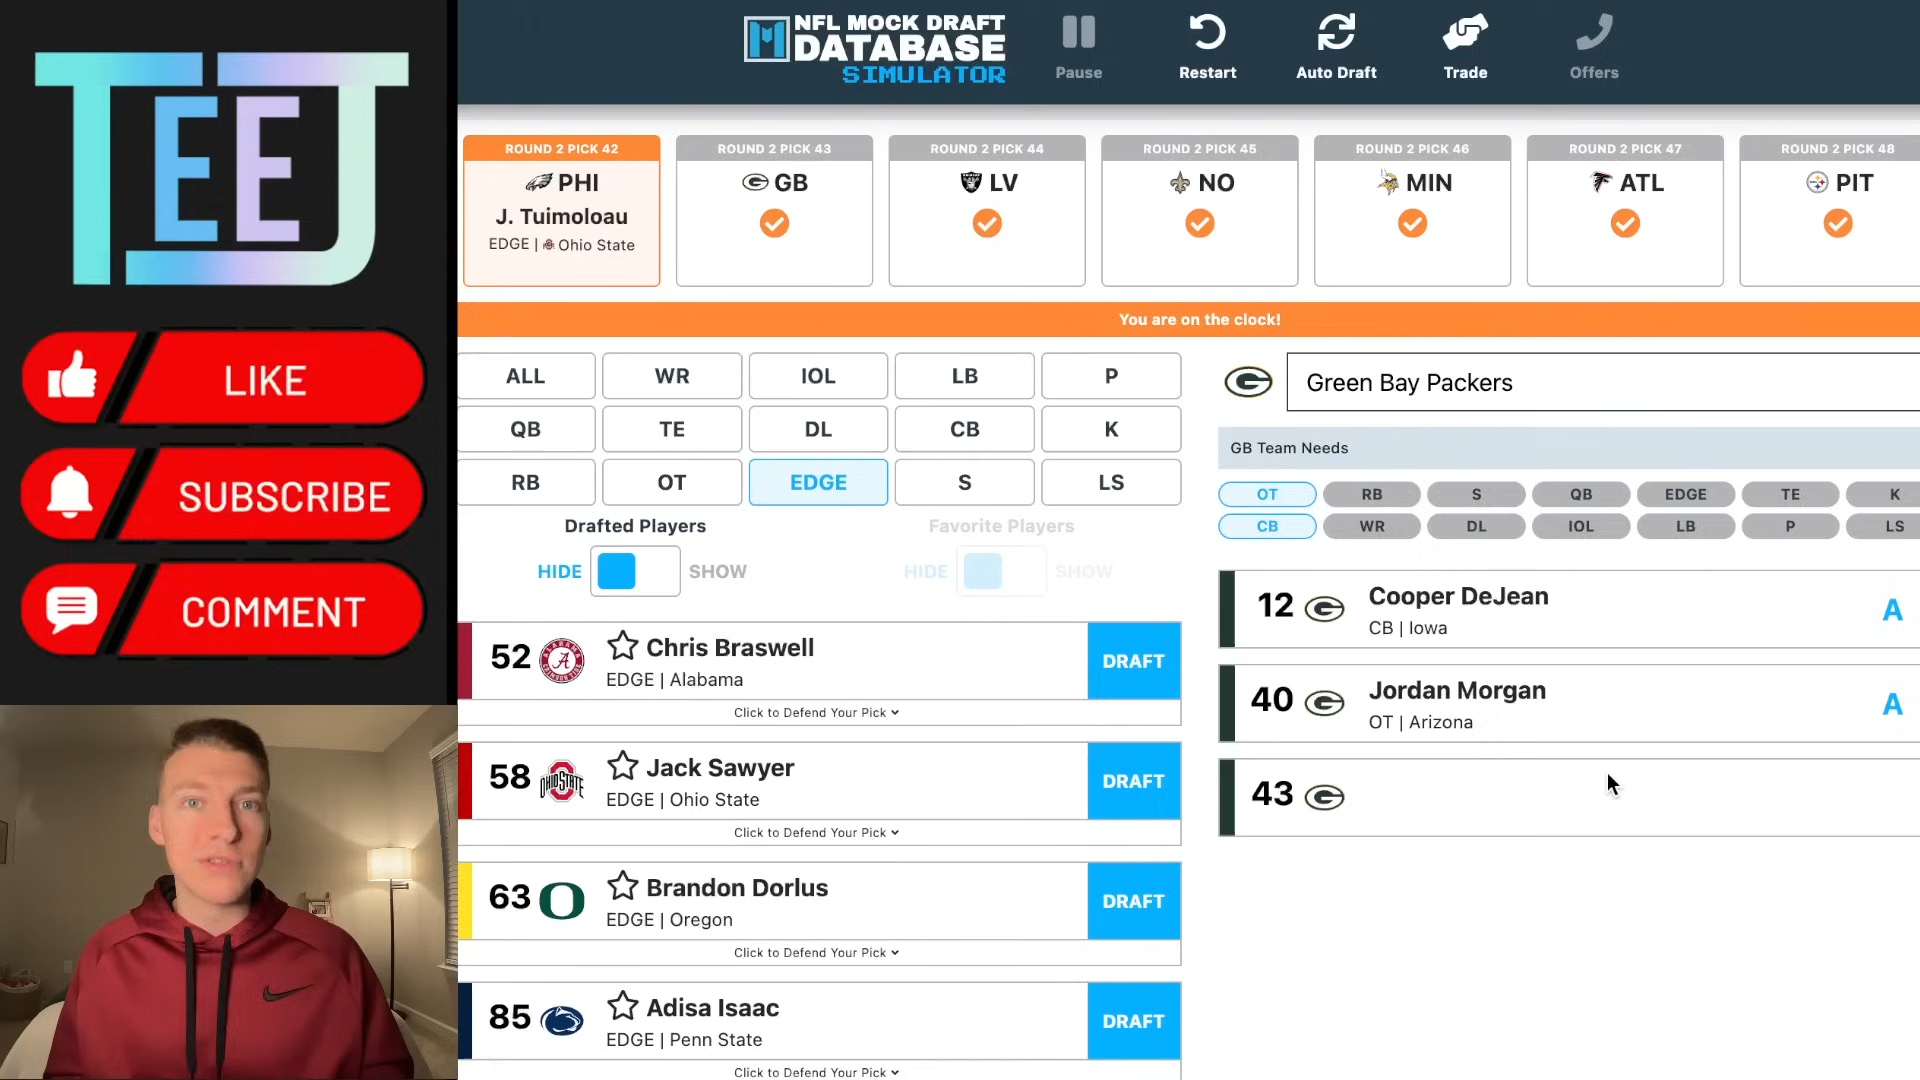 TEEJ
LIKE
SUBSCRIBE
COMMENT
NFL MOCK DRAFT
DATABASE
SIMULATOR
Pause
Restart
Auto Draft
Trade
Offers
ROUND 2 PICK 42
PHI
J. Tuimoloau
EDGE | Ohio State
ROUND 2 PICK 43
GB
ROUND 2 PICK 44
LV
ROUND 2 PICK 45
NO
ROUND 2 PICK 46
MIN
ROUND 2 PICK 47
ATL
ROUND 2 PICK 48
PIT
You are on the clock!
ALL WR IOL LB P
QB TE DL CB K
RB OT EDGE S LS
Drafted Players
HIDE SHOW
Favorite Players
HIDE SHOW
52 Chris Braswell DRAFT
EDGE | Alabama
Click to Defend Your Pick
58 Jack Sawyer DRAFT
EDGE | Ohio State
Click to Defend Your Pick
63 Brandon Dorlus DRAFT
EDGE | Oregon
Click to Defend Your Pick
85 Adisa Isaac DRAFT
EDGE | Penn State
Click to Defend Your Pick
Green Bay Packers
GB Team Needs
OT RB S QB EDGE TE K
CB WR DL IOL LB P LS
12 Cooper DeJean A
CB | Iowa
40 Jordan Morgan A
OT | Arizona
43